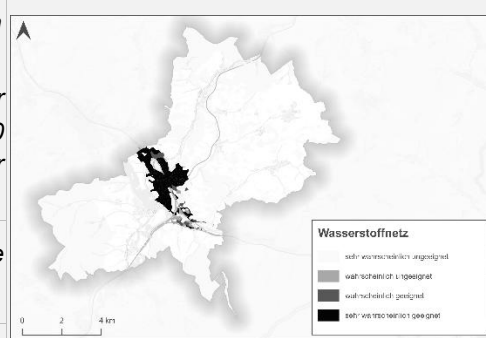 r
r
e
Wasserstoffnetz
sehr wahrscheinlich ungeeignet
wahrscheinlich ungeeignet
wahrscheinlich geeignet
sehr wahrscheinlich geeignet
0 2 4 km